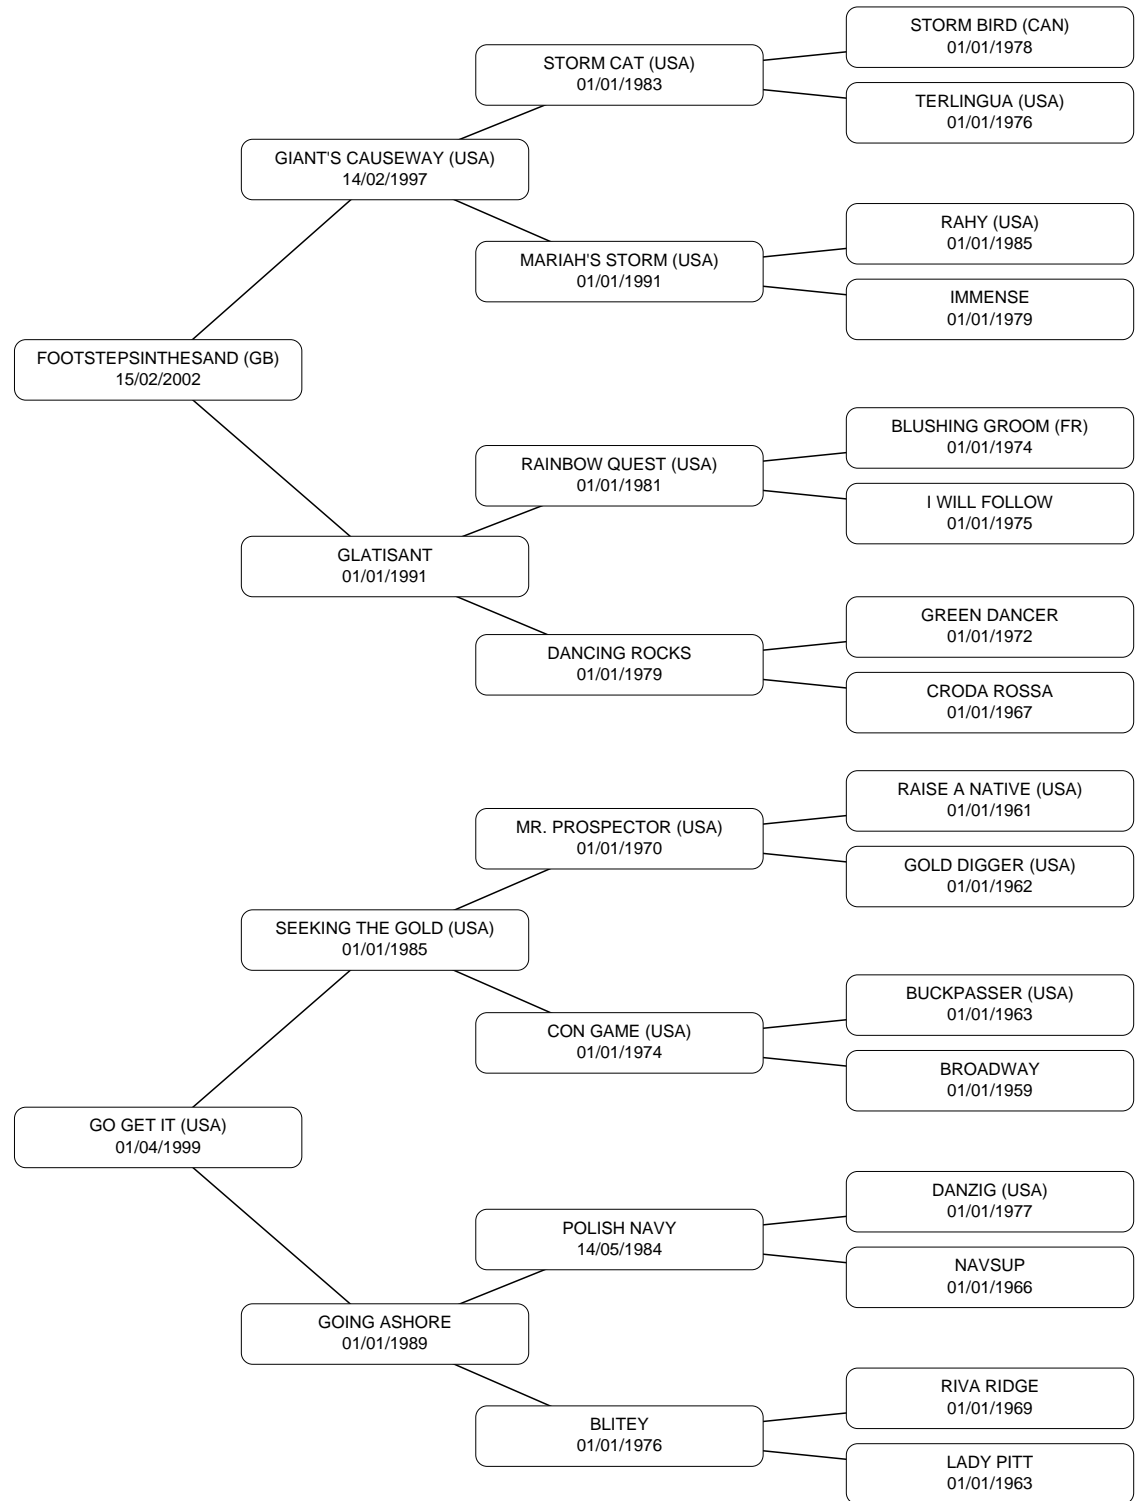 STORM BIRD (CAN)
01/01/1978
STORM CAT (USA)
01/01/1983
TERLINGUA (USA)
01/01/1976
GIANT'S CAUSEWAY (USA)
14/02/1997
RAHY (USA)
01/01/1985
MARIAH'S STORM (USA)
01/01/1991
IMMENSE
01/01/1979
FOOTSTEPSINTHESAND (GB)
15/02/2002
BLUSHING GROOM (FR)
01/01/1974
RAINBOW QUEST (USA)
01/01/1981
I WILL FOLLOW
01/01/1975
GLATISANT
01/01/1991
GREEN DANCER
01/01/1972
DANCING ROCKS
01/01/1979
CRODA ROSSA
01/01/1967
RAISE A NATIVE (USA)
01/01/1961
MR. PROSPECTOR (USA)
01/01/1970
GOLD DIGGER (USA)
01/01/1962
SEEKING THE GOLD (USA)
01/01/1985
BUCKPASSER (USA)
01/01/1963
CON GAME (USA)
01/01/1974
BROADWAY
01/01/1959
GO GET IT (USA)
01/04/1999
DANZIG (USA)
01/01/1977
POLISH NAVY
14/05/1984
NAVSUP
01/01/1966
GOING ASHORE
01/01/1989
RIVA RIDGE
01/01/1969
BLITEY
01/01/1976
LADY PITT
01/01/1963